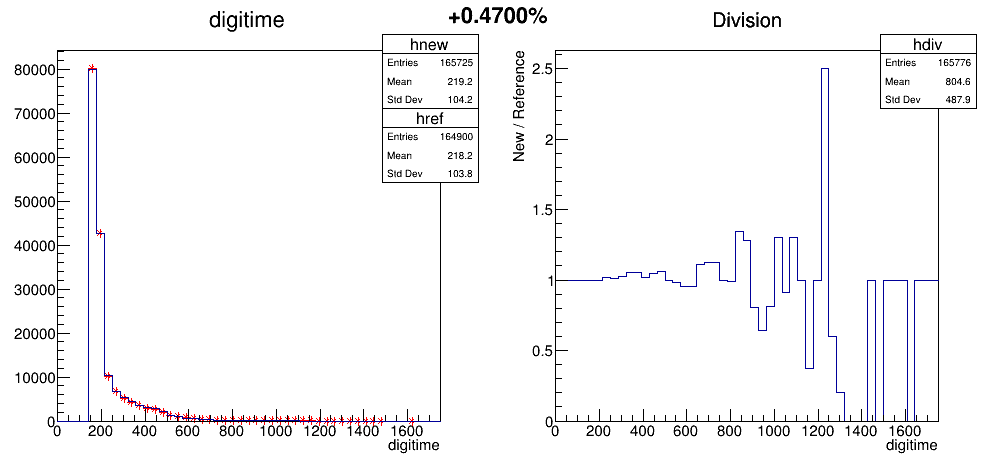 +0.4700%
digitime
hnew
Entries 165725
Mean 219.2
Std Dev 104.2
href
Entries 164900
Mean 218.2
Std Dev 103.8
80000
70000
60000
50000
40000
30000
20000
10000
0
0 200 400 600 800 1000 1200 1400 1600
digitime
Division
hdiv
Entries 165776
Mean 804.6
Std Dev 487.9
New / Reference
2.5
2
1.5
1
0.5
0
0 200 400 600 800 1000 1200 1400 1600
digitime